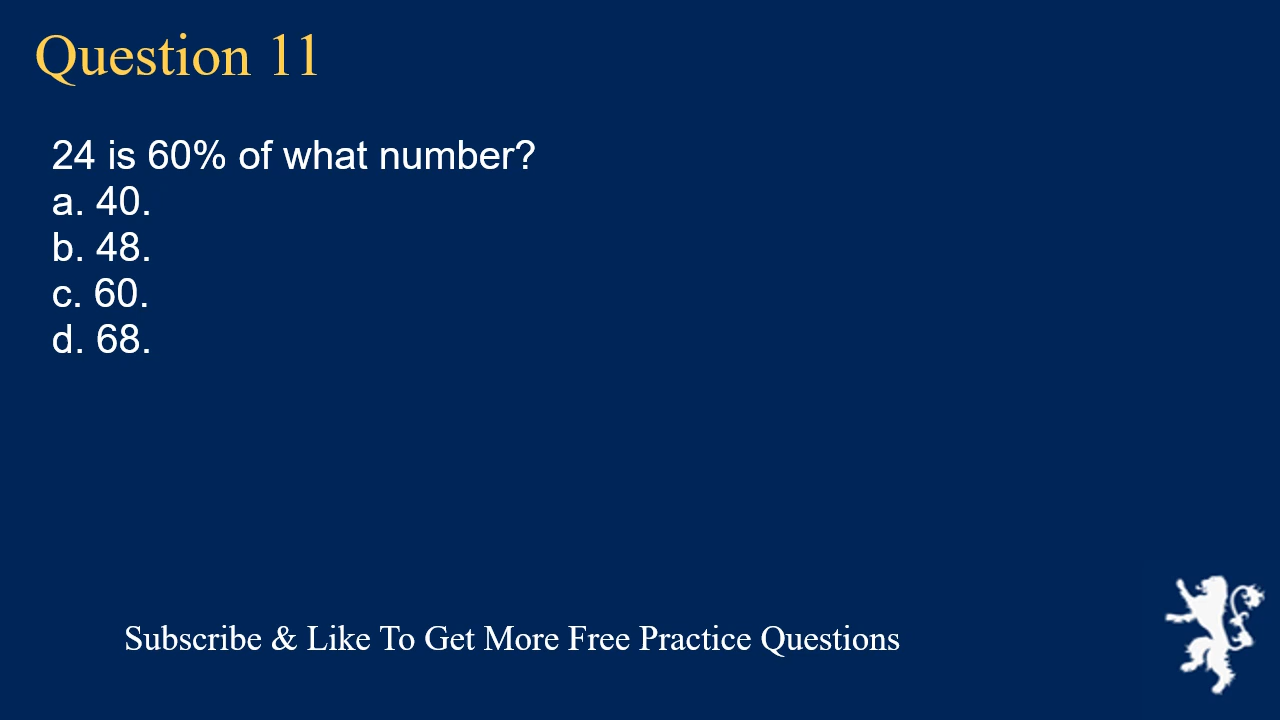 Question 11
24 is 60% of what number?
a. 40.
b. 48.
c. 60.
d. 68.
Subscribe & Like To Get More Free Practice Questions